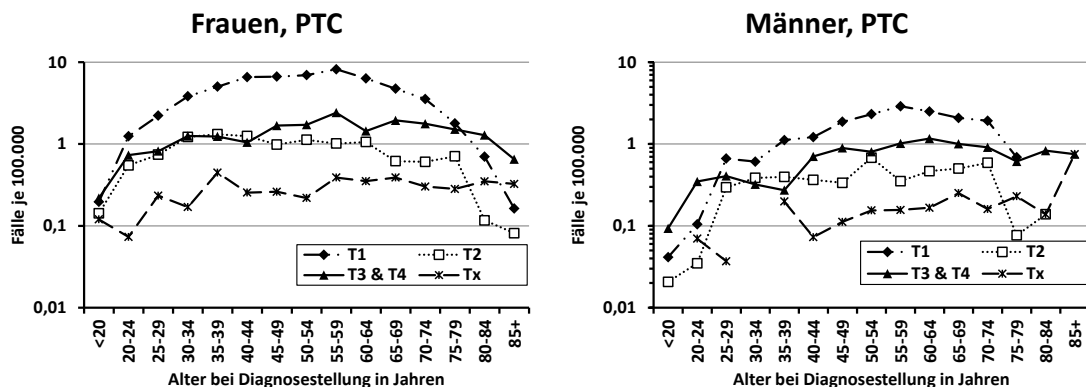 Frauen, PTC
Fälle je 100.000
10
1
0,1
0,01
T1
T2
T3 & T4
Tx
<20
20-24
25-29
30-34
35-39
40-44
45-49
50-54
55-59
60-64
65-69
70-74
75-79
80-84
85+
Alter bei Diagnosestellung in Jahren
Männer, PTC
Fälle je 100.000
10
1
0,1
0,01
T1
T2
T3 & T4
Tx
<20
20-24
25-29
30-34
35-39
40-44
45-49
50-54
55-59
60-64
65-69
70-74
75-79
80-84
85+
Alter bei Diagnosestellung in Jahren